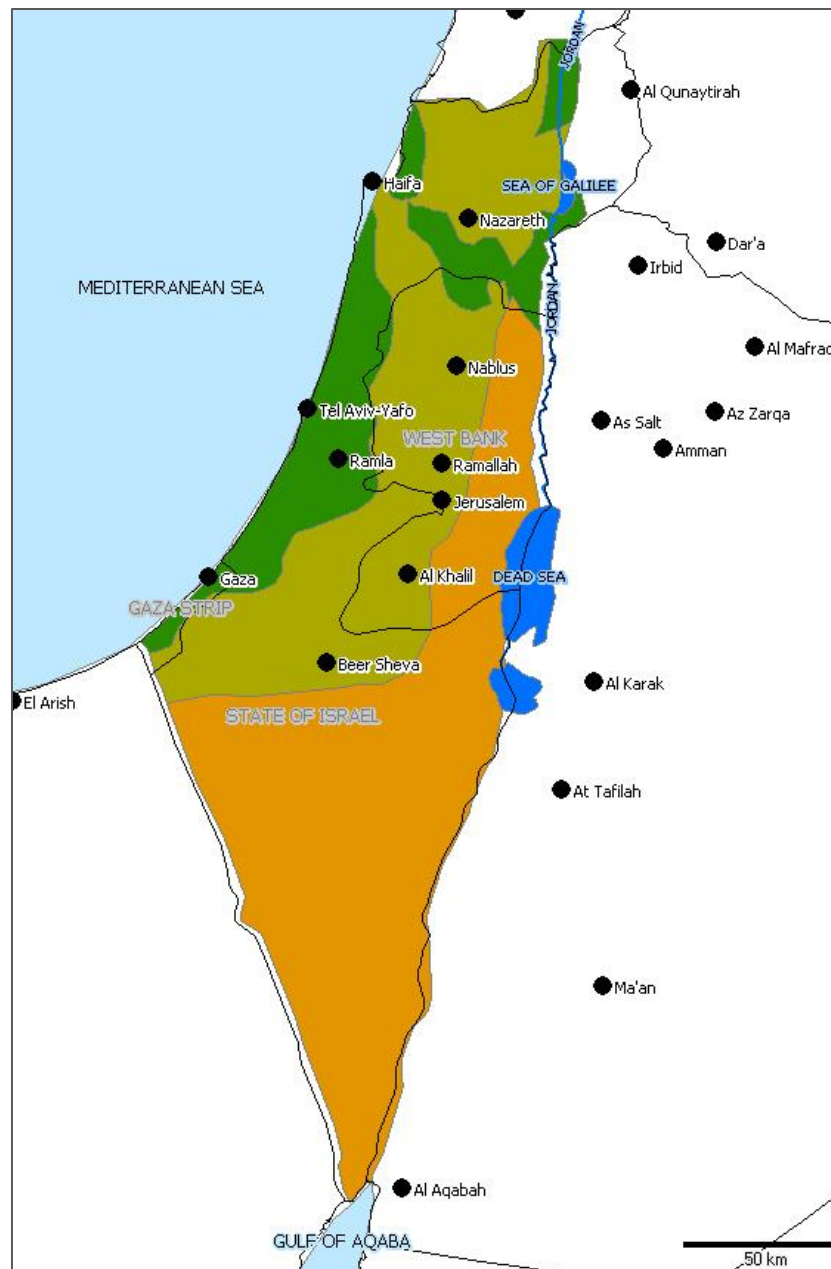 JORDAN
Al Qunaytirah
Haifa
SEA OF GALILEE
Nazareth
Dar'a
Irbid
MEDITERRANEAN SEA
JORDAN
Al Mafraq
Nablus
Tel Aviv-Yafo
As Salt
Az Zarqa
WEST BANK
Amman
Ramla
Ramallah
Jerusalem
Gaza
Al Khalil
DEAD SEA
GAZA STRIP
Beer Sheva
Al Karak
El Arish
STATE OF ISRAEL
At Tafilah
Ma'an
Al Aqabah
GULF OF AQABA
50 km